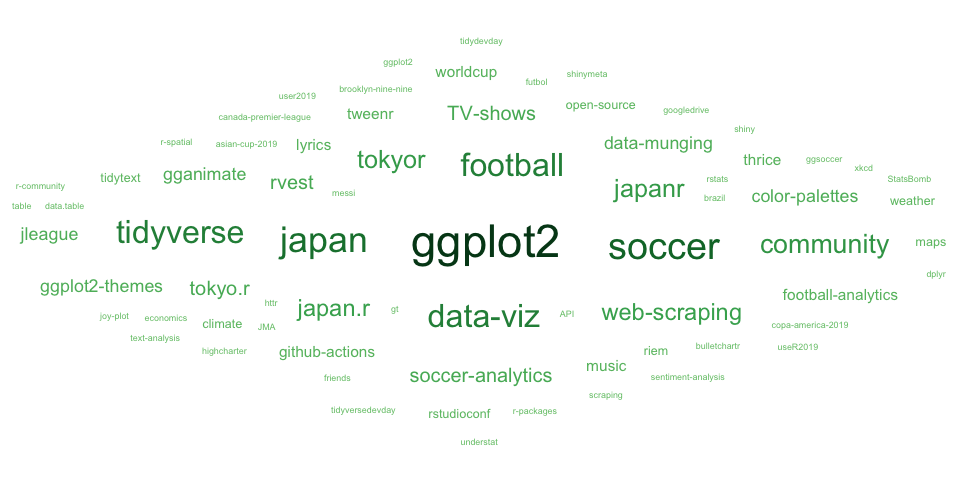 tidydevday
ggplot2
worldcup
futbol
shinymeta
user2019
brooklyn-nine-nine
canada-premier-league
tweenr
TV-shows
open-source
googledrive
r-spatial
asian-cup-2019
lyrics
tokyor
football
data-munging
shiny
thrice
ggsoccer
xkcd
r-community
tidytext
gganimate
rvest
messi
japanr
rstats
brazil
color-palettes
StatsBomb
weather
table
data.table
jleague
tidyverse
japan
ggplot2
soccer
community
maps
dplyr
ggplot2-themes
tokyo.r
httr
japan.r
gt
data-viz
API
web-scraping
football-analytics
joy-plot
economics
climate
JMA
copa-america-2019
text-analysis
highcharter
github-actions
riem
bulletchartr
useR2019
friends
soccer-analytics
music
sentiment-analysis
scraping
tidyversedevday
rstudioconf
r-packages
understat